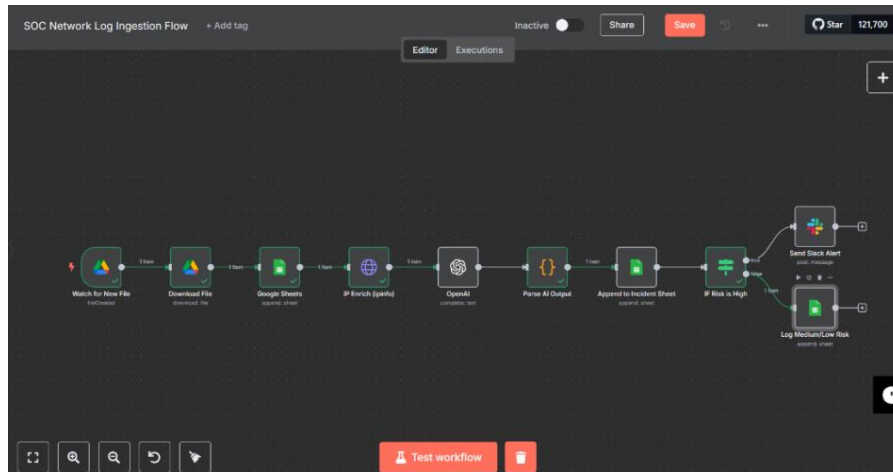 SOC Network Log Ingestion Flow
+ Add tag
Inactive
Share
Save
Star 121,700
Editor Executions
+
Send Slack Alert
post: message
1 item
1 item
1 item
1 item
1 item
true
false
1 item
Watch for New File
fileCreated
Download File
download: file
Google Sheets
append: sheet
IP Enrich (ipinfo)
OpenAI
complete: text
Parse AI Output
Append to Incident Sheet
append: sheet
IF Risk is High
Log Medium/Low Risk
append: sheet
Test workflow